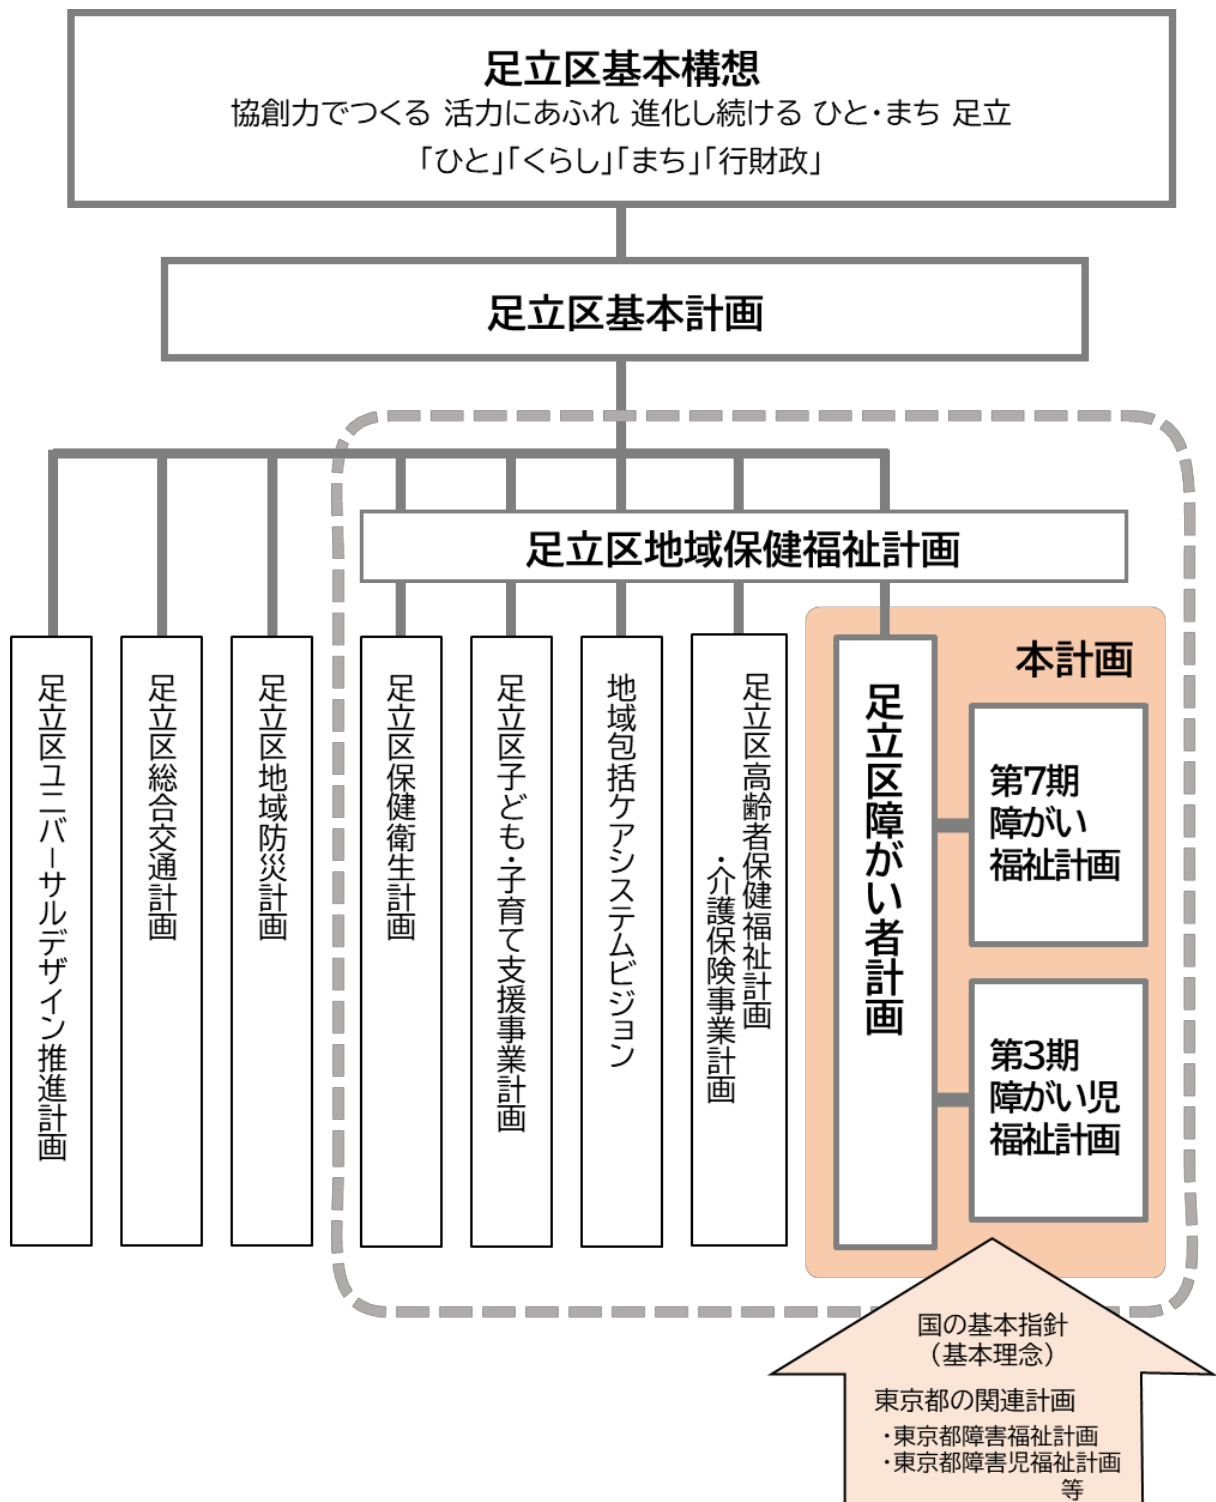 足立区基本構想
協創力でつくる 活力にあふれ 進化し続ける ひと・まち 足立
「ひと」「くらし」「まち」「行財政」
足立区基本計画
足立区地域保健福祉計画
足立区ユニバーサルデザイン推進計画
足立区総合交通計画
足立区地域防災計画
足立区保健衛生計画
足立区子ども・子育て支援事業計画
地域包括ケアシステムビジョン
足立区高齢者保健福祉計画
・介護保険事業計画
足立区障がい者計画
本計画
第7期
障がい
福祉計画
第3期
障がい児
福祉計画
国の基本指針
（基本理念）
東京都の関連計画
・東京都障害福祉計画
・東京都障害児福祉計画
等